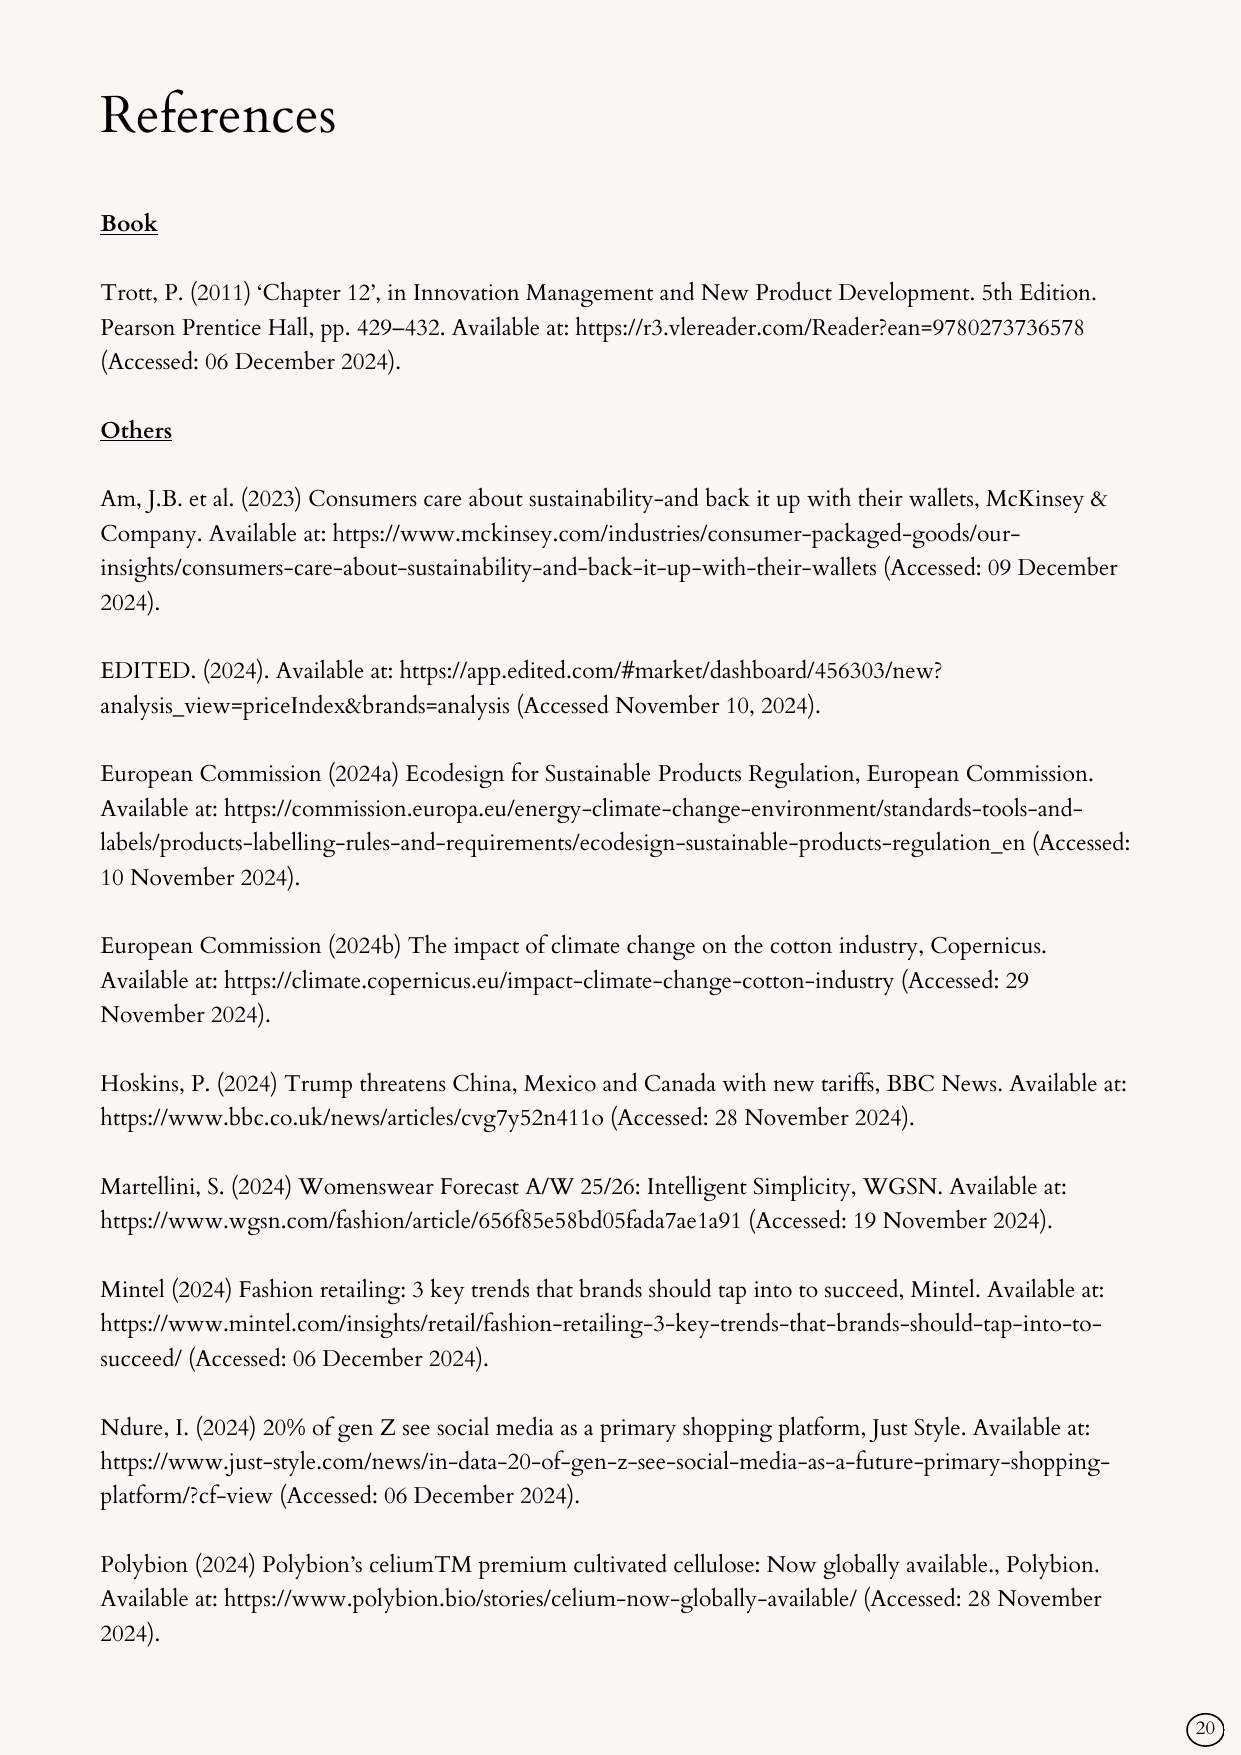 References
Book
Trott, P. (2011) ‘Chapter 12’, in Innovation Management and New Product Development. 5th Edition.
Pearson Prentice Hall, pp. 429–432. Available at: https://r3.vlereader.com/Reader?ean=9780273736578
(Accessed: 06 December 2024).
Others
Am, J.B. et al. (2023) Consumers care about sustainability-and back it up with their wallets, McKinsey &
Company. Available at: https://www.mckinsey.com/industries/consumer-packaged-goods/our-
insights/consumers-care-about-sustainability-and-back-it-up-with-their-wallets (Accessed: 09 December
2024).
EDITED. (2024). Available at: https://app.edited.com/#market/dashboard/456303/new?
analysis_view=priceIndex&brands=analysis (Accessed November 10, 2024).
European Commission (2024a) Ecodesign for Sustainable Products Regulation, European Commission.
Available at: https://commission.europa.eu/energy-climate-change-environment/standards-tools-and-
labels/products-labelling-rules-and-requirements/ecodesign-sustainable-products-regulation_en (Accessed:
10 November 2024).
European Commission (2024b) The impact of climate change on the cotton industry, Copernicus.
Available at: https://climate.copernicus.eu/impact-climate-change-cotton-industry (Accessed: 29
November 2024).
Hoskins, P. (2024) Trump threatens China, Mexico and Canada with new tariffs, BBC News. Available at:
https://www.bbc.co.uk/news/articles/cvg7y52n411o (Accessed: 28 November 2024).
Martellini, S. (2024) Womenswear Forecast A/W 25/26: Intelligent Simplicity, WGSN. Available at:
https://www.wgsn.com/fashion/article/656f85e58bd05fada7ae1a91 (Accessed: 19 November 2024).
Mintel (2024) Fashion retailing: 3 key trends that brands should tap into to succeed, Mintel. Available at:
https://www.mintel.com/insights/retail/fashion-retailing-3-key-trends-that-brands-should-tap-into-to-
succeed/ (Accessed: 06 December 2024).
Ndure, I. (2024) 20% of gen Z see social media as a primary shopping platform, Just Style. Available at:
https://www.just-style.com/news/in-data-20-of-gen-z-see-social-media-as-a-future-primary-shopping-
platform/?cf-view (Accessed: 06 December 2024).
Polybion (2024) Polybion’s celiumTM premium cultivated cellulose: Now globally available., Polybion.
Available at: https://www.polybion.bio/stories/celium-now-globally-available/ (Accessed: 28 November
2024).
20